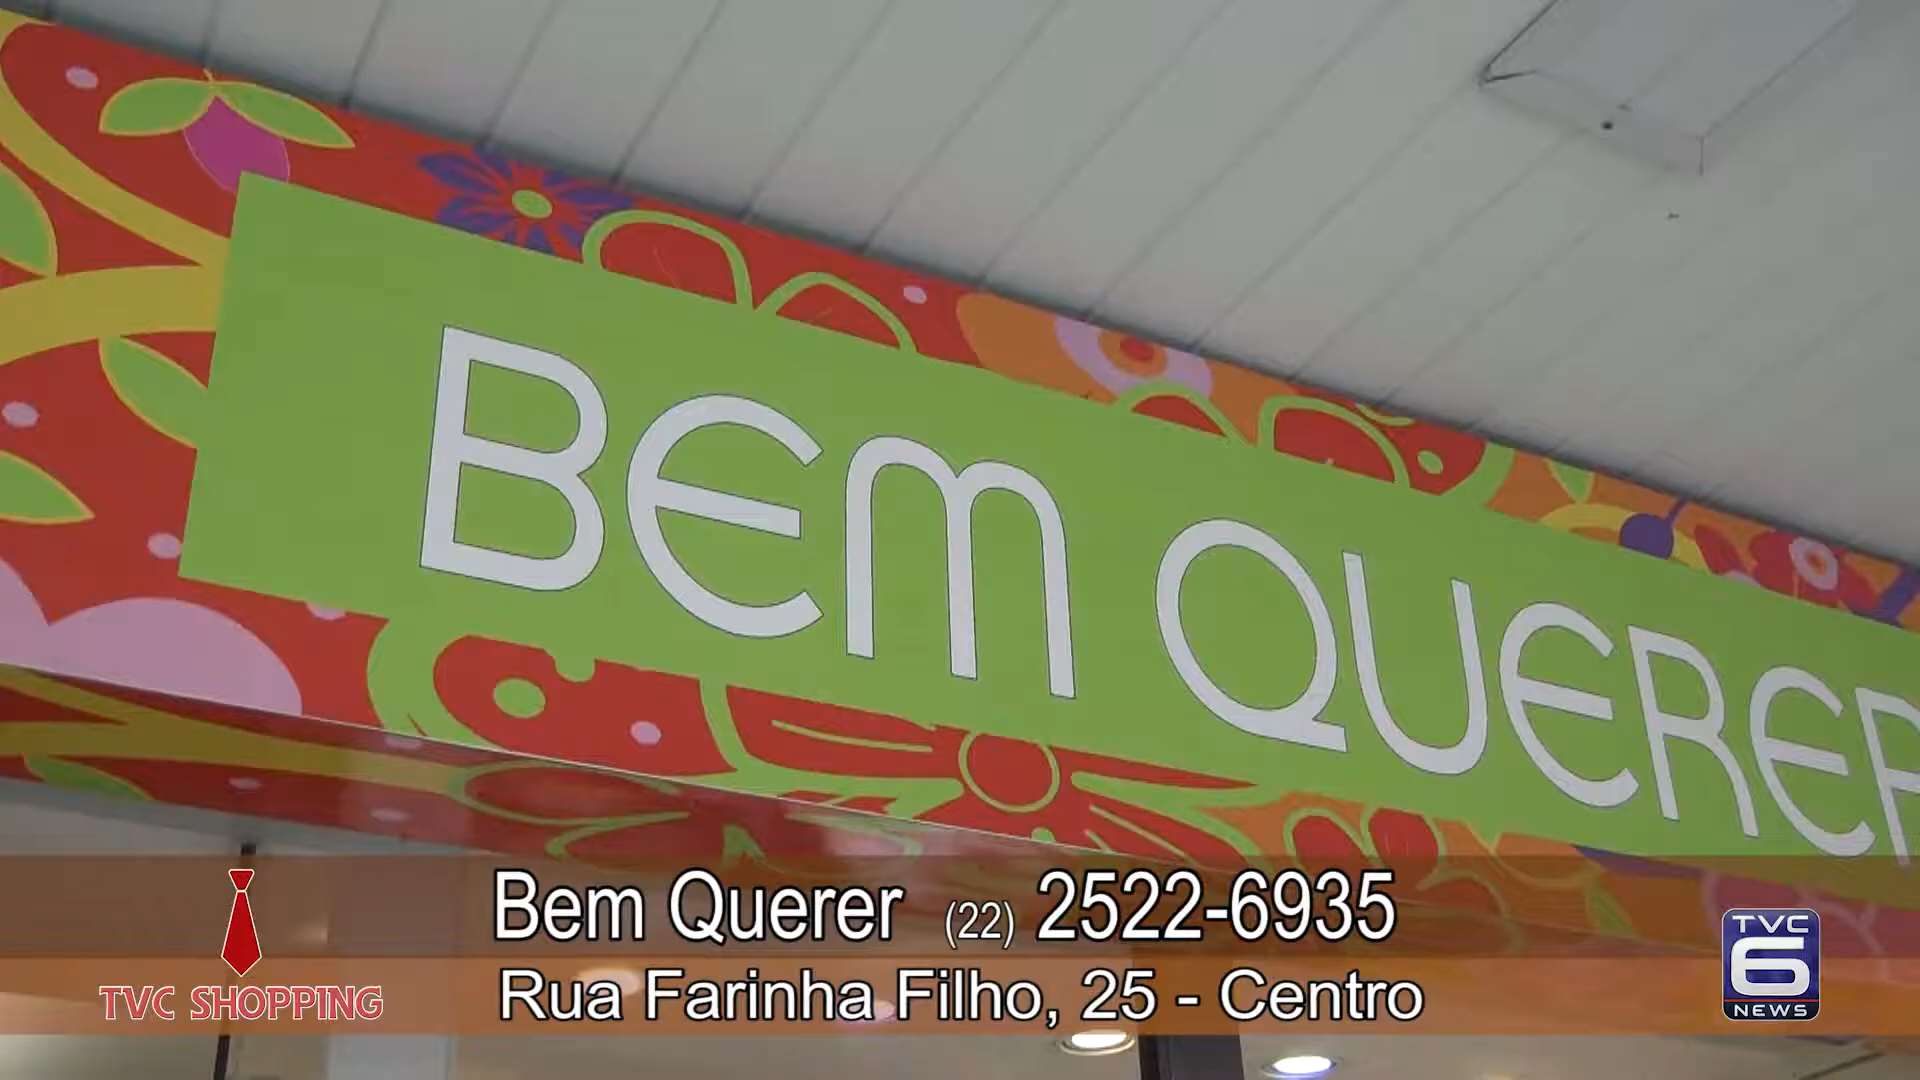 BEM QUERER
Bem Querer (22) 2522-6935
Rua Farinha Filho, 25 - Centro
TVC SHOPPING
TVC
6
NEWS